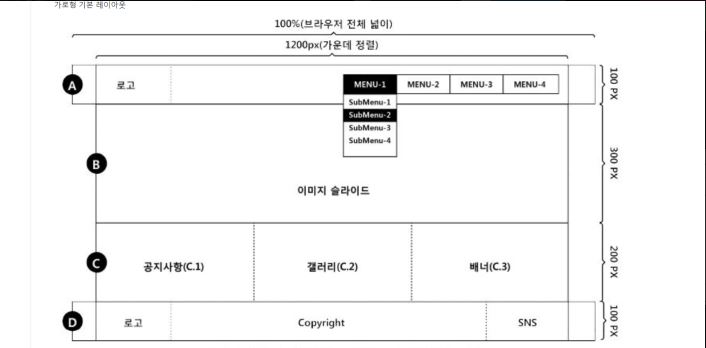 가로형 기본 레이아웃
100%(브라우저 전체 넓이)
1200px(가운데 정렬)
A
로고
MENU-1 MENU-2 MENU-3 MENU-4
100 PX
SubMenu-1
SubMenu-2
SubMenu-3
SubMenu-4
B
이미지 슬라이드
300 PX
C
공지사항(C.1) 갤러리(C.2) 배너(C.3)
200 PX
D
로고 Copyright SNS
100 PX